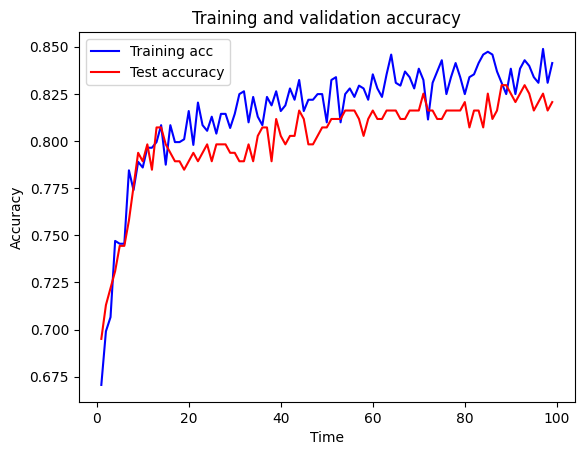 Training and validation accuracy
Training acc
Test accuracy
Accuracy
0.850
0.825
0.800
0.775
0.750
0.725
0.700
0.675
0 20 40 60 80 100
Time